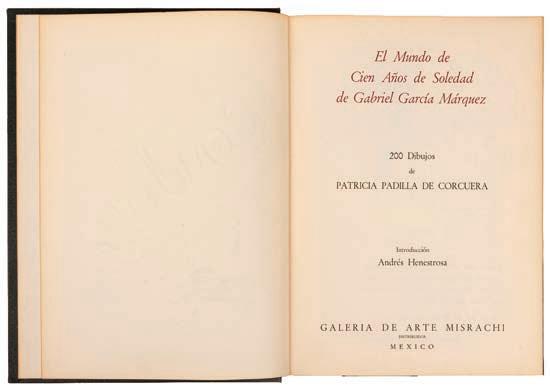 El Mundo de
Cien Años de Soledad
de Gabriel García Márquez
200 Dibujos
de
PATRICIA PADILLA DE CORCUERA
Introducción
Andrés Henestrosa
GALERIA DE ARTE MISRACHI
DISTRIBUIDOR
MEXICO